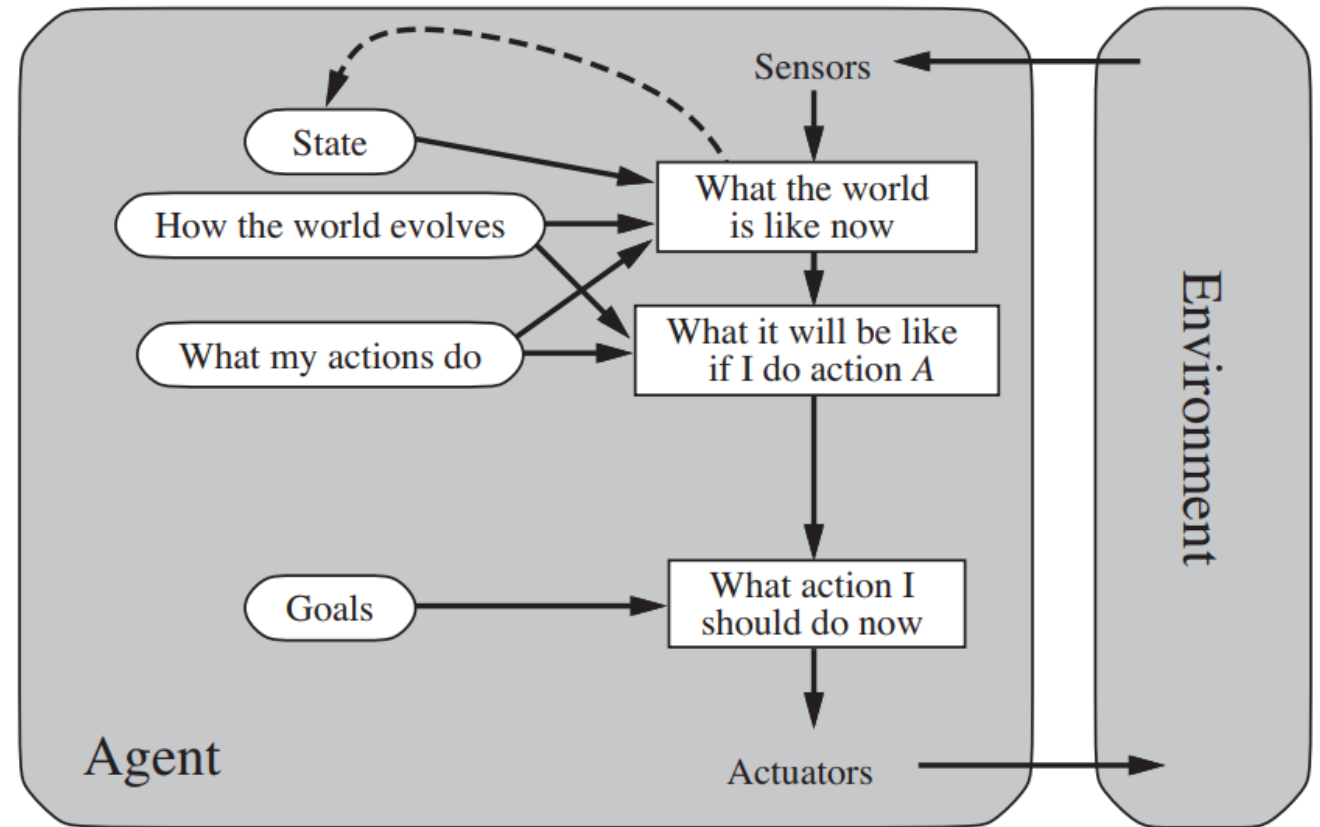 Sensors
State
What the world
is like now
How the world evolves
What it will be like
if I do action A
What my actions do
Environment
Goals
What action I
should do now
Agent
Actuators